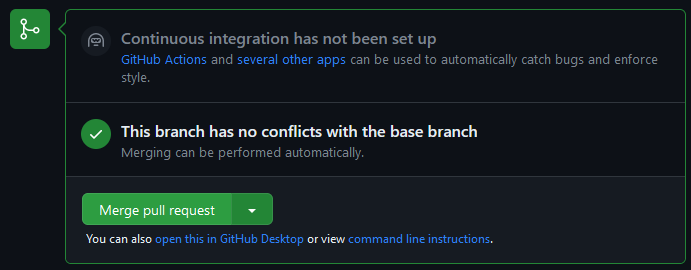 Continuous integration has not been set up
GitHub Actions and several other apps can be used to automatically catch bugs and enforce
style.
This branch has no conflicts with the base branch
Merging can be performed automatically.
Merge pull request
You can also open this in GitHub Desktop or view command line instructions.